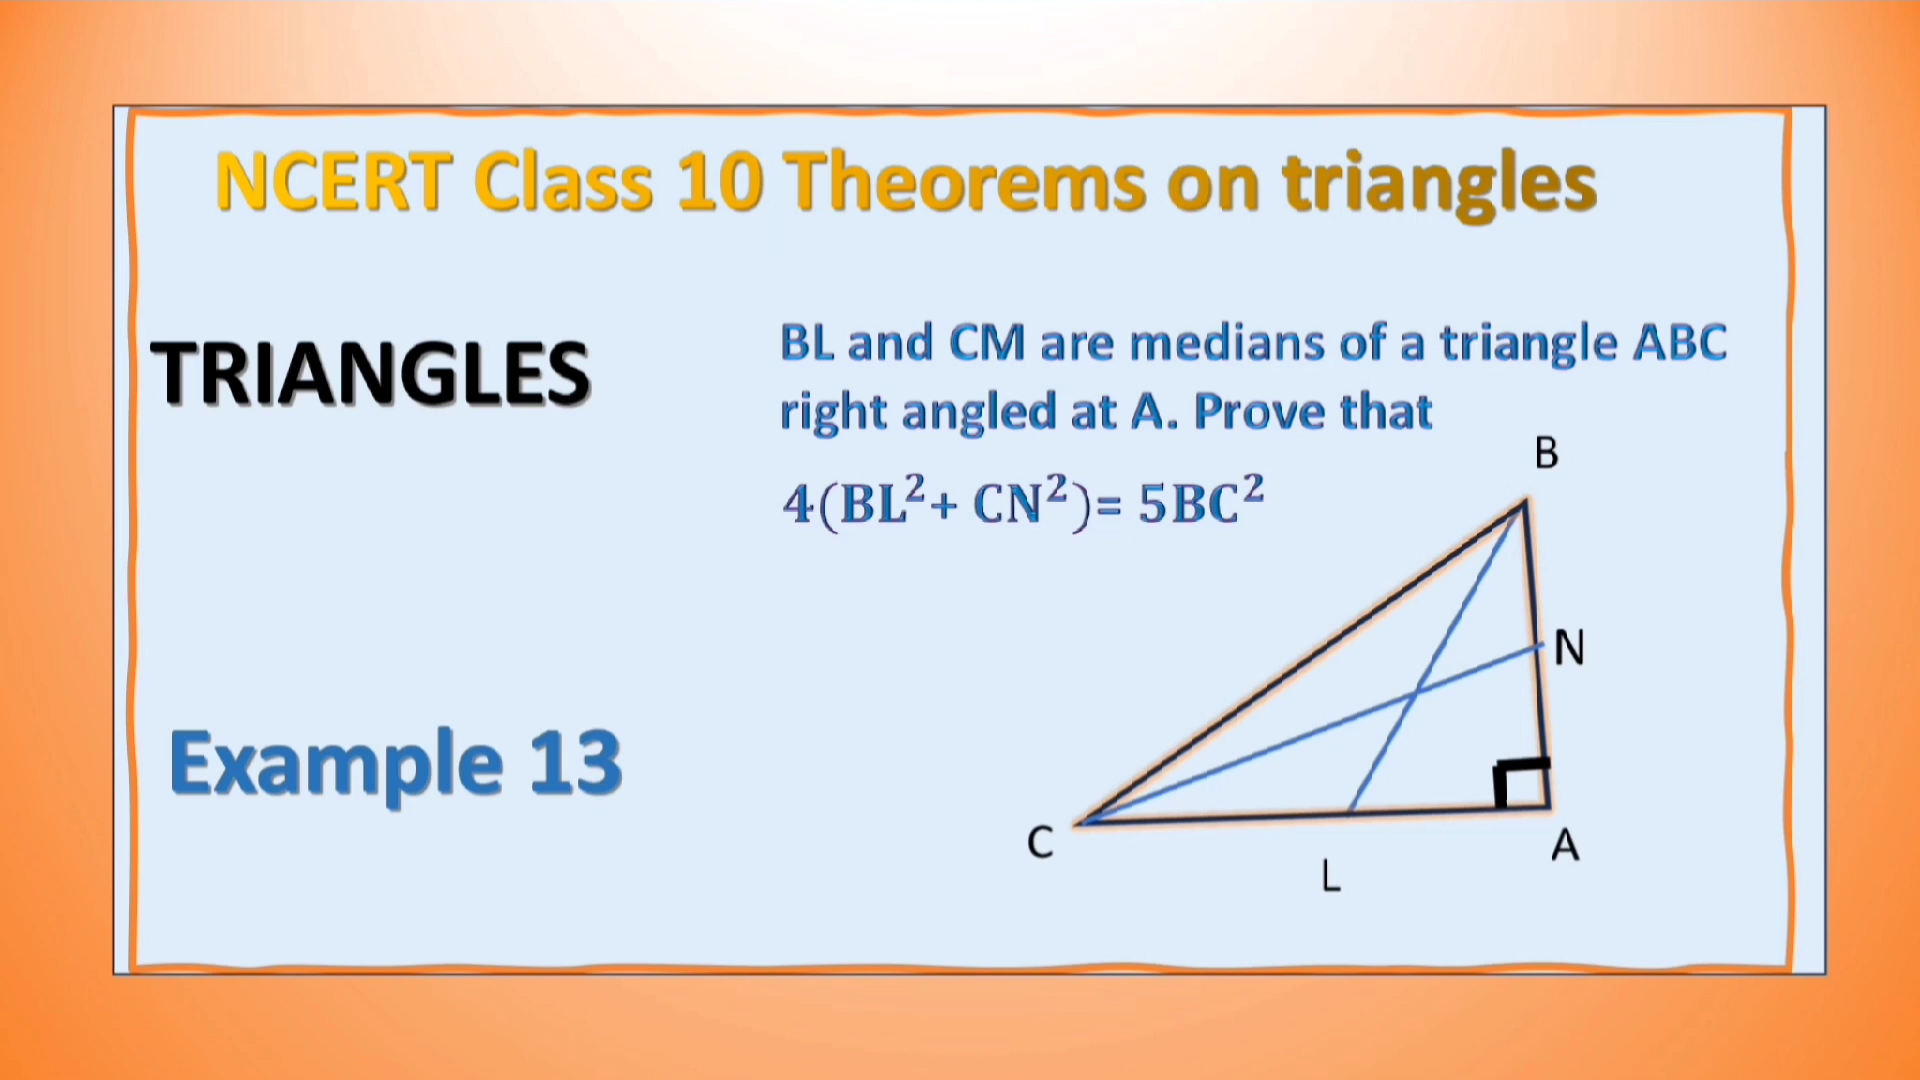 NCERT Class 10 Theorems on triangles
TRIANGLES
BL and CM are medians of a triangle ABC
right angled at A. Prove that
4(BL²+ CN²)= 5BC²
B
N
Example 13
C
A
L